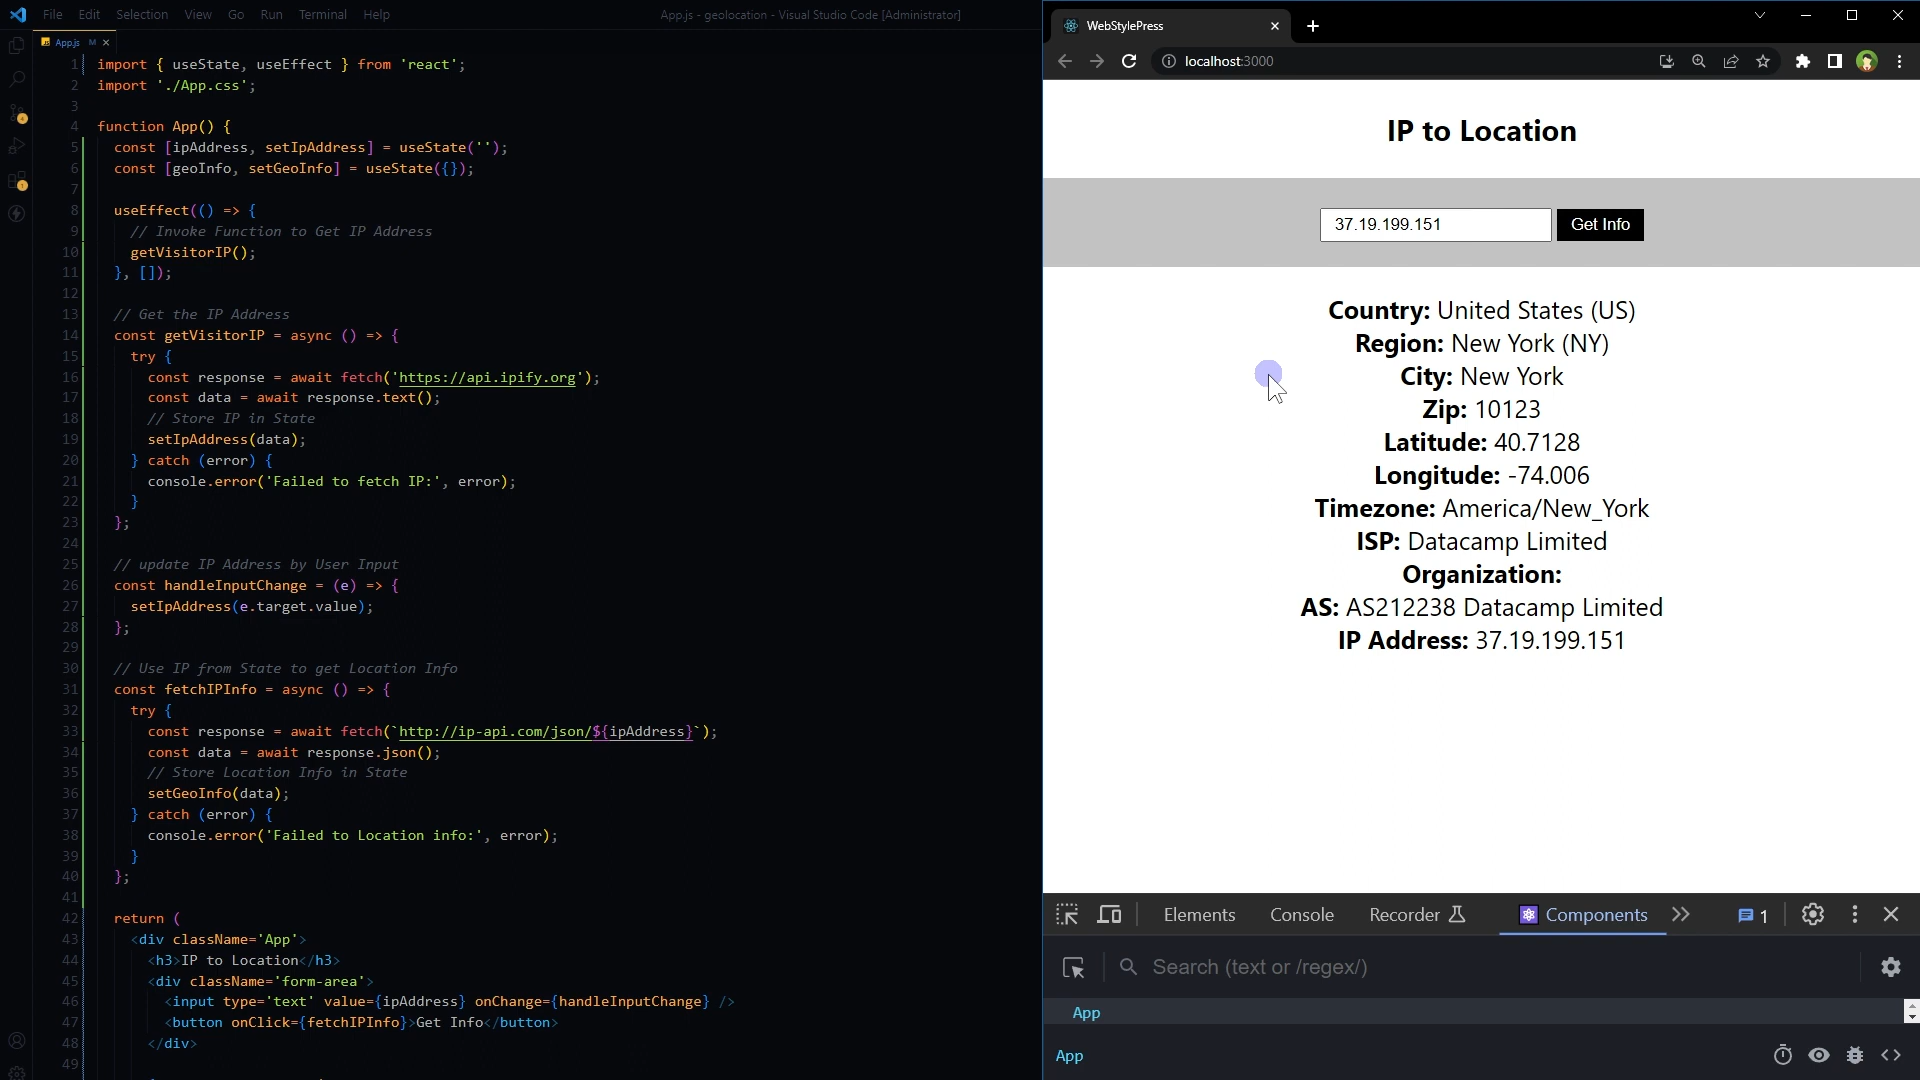 File Edit Selection View Go Run Terminal Help
App.js - geolocation - Visual Studio Code [Administrator]
App.js M
1 import { useState, useEffect } from 'react';
2 import './App.css';
3
4 function App() {
5 const [ipAddress, setIpAddress] = useState('');
6 const [geoInfo, setGeoInfo] = useState({});
7
8 useEffect(() => {
9 // Invoke Function to Get IP Address
10 getVisitorIP();
11 }, []);
12
13 // Get the IP Address
14 const getVisitorIP = async () => {
15 try {
16 const response = await fetch('https://api.ipify.org');
17 const data = await response.text();
18 // Store IP in State
19 setIpAddress(data);
20 } catch (error) {
21 console.error('Failed to fetch IP:', error);
22 }
23 };
24
25 // update IP Address by User Input
26 const handleInputChange = (e) => {
27 setIpAddress(e.target.value);
28 };
29
30 // Use IP from State to get Location Info
31 const fetchIPInfo = async () => {
32 try {
33 const response = await fetch(`http://ip-api.com/json/${ipAddress}`);
34 const data = await response.json();
35 // Store Location Info in State
36 setGeoInfo(data);
37 } catch (error) {
38 console.error('Failed to Location info:', error);
39 }
40 };
41
42 return (
43 <div className='App'>
44 <h3>IP to Location</h3>
45 <div className='form-area'>
46 <input type='text' value={ipAddress} onChange={handleInputChange} />
47 <button onClick={fetchIPInfo}>Get Info</button>
48 </div>
49
WebStylePress
localhost:3000
IP to Location
37.19.199.151 Get Info
Country: United States (US)
Region: New York (NY)
City: New York
Zip: 10123
Latitude: 40.7128
Longitude: -74.006
Timezone: America/New_York
ISP: Datacamp Limited
Organization:
AS: AS212238 Datacamp Limited
IP Address: 37.19.199.151
Elements Console Recorder Components 1
Search (text or /regex/)
App
App